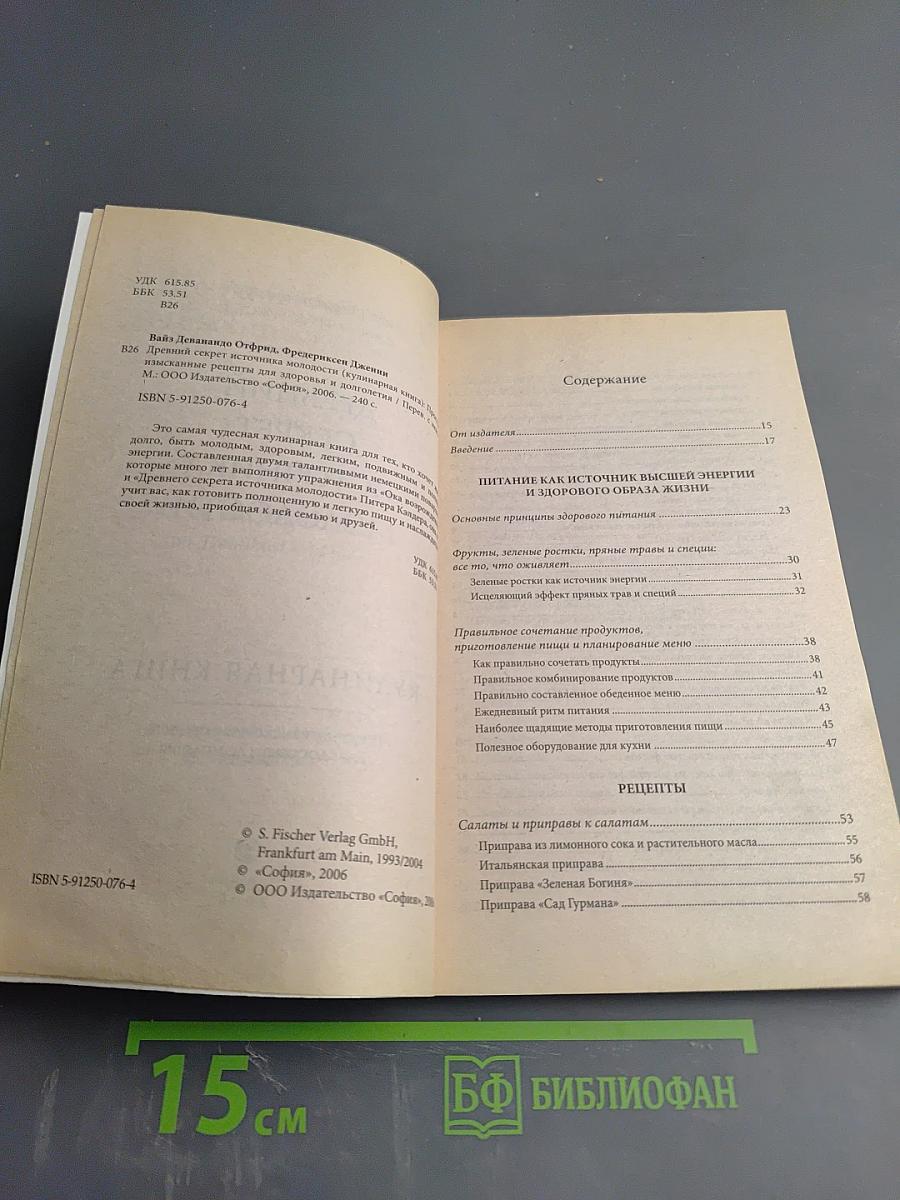 УДК 615.85
ББК 53.51
В26
Вайз Деванандо Отфрид, Фредериксен Дженни
В26 Древний секрет источника молодости (кулинарная книга):
изысканные рецепты для здоровья и долголетия / Перев. с
М.: ООО Издательство «София», 2006. — 240 с.
ISBN 5-91250-076-4
Это самая чудесная кулинарная книга для тех, кто хочет
долго, быть молодым, здоровым, легким, подвижным и
энергии. Составленная двумя талантливыми немецкими
которые много лет выполняют упражнения из «Ока
и «Древнего секрета источника молодости» Питера Кэлдера,
учит вас, как готовить полноценную и легкую пищу и
своей жизнью, приобщая к ней семью и друзей.
УДК
ББК
© S. Fischer Verlag GmbH,
Frankfurt am Main, 1993/2004
© «София», 2006
ISBN 5-91250-076-4
© ООО Издательство «София»,
Содержание
От издателя 15
Введение 17
ПИТАНИЕ КАК ИСТОЧНИК ВЫСШЕЙ ЭНЕРГИИ
И ЗДОРОВОГО ОБРАЗА ЖИЗНИ
Основные принципы здорового питания 23
Фрукты, зеленые ростки, пряные травы и специи:
все то, что оживляет 30
Зеленые ростки как источник энергии 31
Исцеляющий эффект пряных трав и специй 32
Правильное сочетание продуктов,
приготовление пищи и планирование меню 38
Как правильно сочетать продукты 38
Правильное комбинирование продуктов 41
Правильно составленное обеденное меню 42
Ежедневный ритм питания 43
Наиболее щадящие методы приготовления пищи 45
Полезное оборудование для кухни 47
РЕЦЕПТЫ
Салаты и приправы к салатам 53
Приправа из лимонного сока и растительного масла 55
Итальянская приправа 56
Приправа «Зеленая Богиня» 57
Приправа «Сад Гурмана» 58
15 см
БФ БИБЛИОФАН